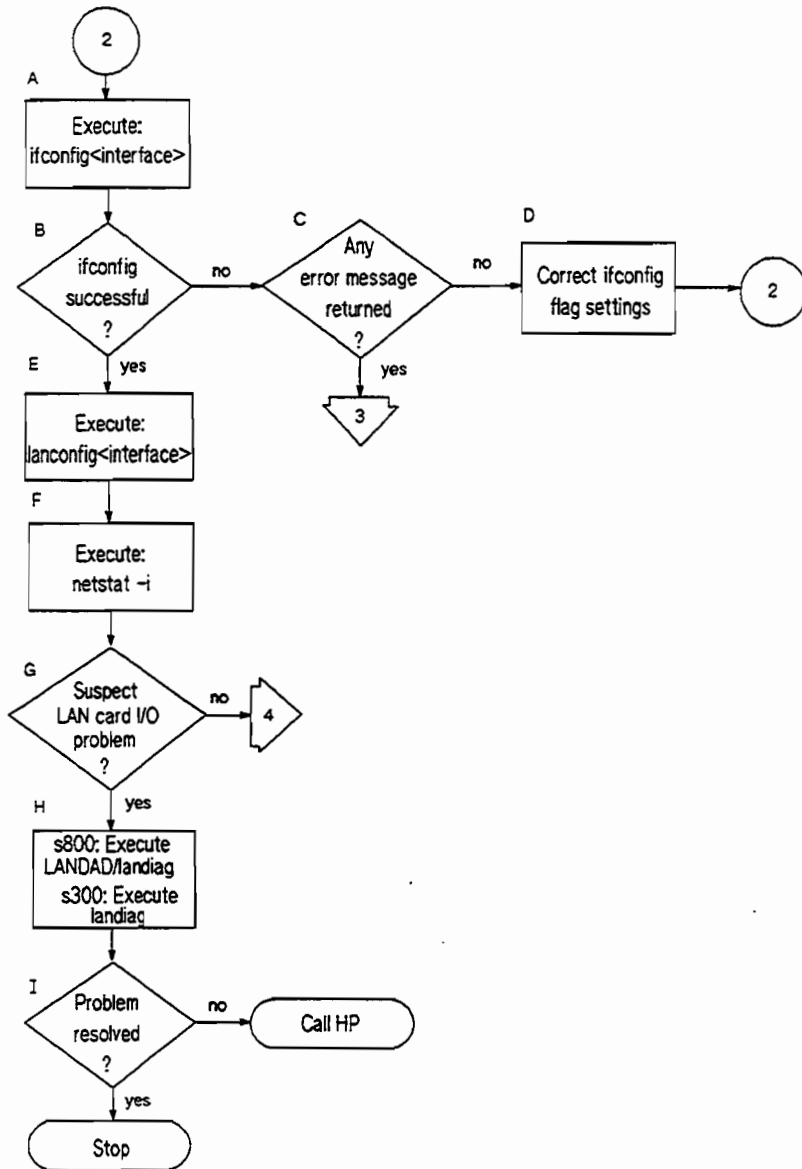 2
A
Execute:
ifconfig<interface>
B
ifconfig
successful
?
no
C
Any
error message
returned
?
no
D
Correct ifconfig
flag settings
2
yes
yes
3
E
Execute:
lanconfig<interface>
F
Execute:
netstat -i
G
Suspect
LAN card I/O
problem
?
no
4
yes
H
s800: Execute
LANDAD/landiag
s300: Execute
landiag
I
Problem
resolved
?
no
Call HP
yes
Stop